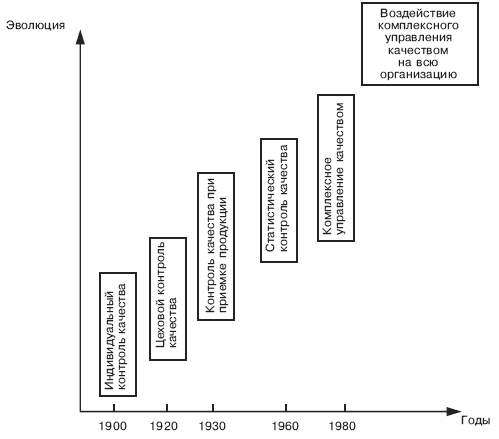 Эволюция
Воздействие
комплексного
управления
качеством
на всю
организацию
Индивидуальный
контроль качества
Цеховой контроль
качества
Контроль качества при
приемке продукции
Статистический
контроль качества
Комплексное
управление качеством
1900
1920
1930
1960
1980
Годы